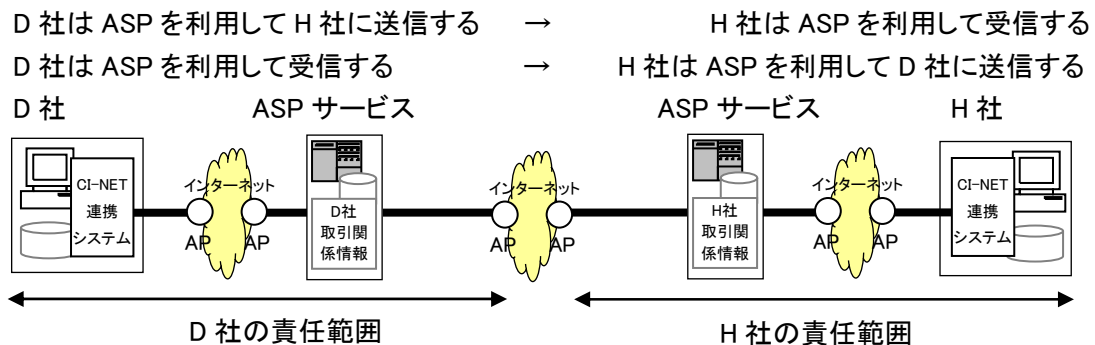 D 社は ASP を利用して H 社に送信する → H 社は ASP を利用して受信する
D 社は ASP を利用して受信する → H 社は ASP を利用して D 社に送信する
D 社 ASP サービス ASP サービス H 社
CI-NET
連携
システム
インターネット
AP AP
D社
取引関
係情報
インターネット
AP AP
H社
取引関
係情報
インターネット
AP AP
CI-NET
連携
システム
D 社の責任範囲 H 社の責任範囲